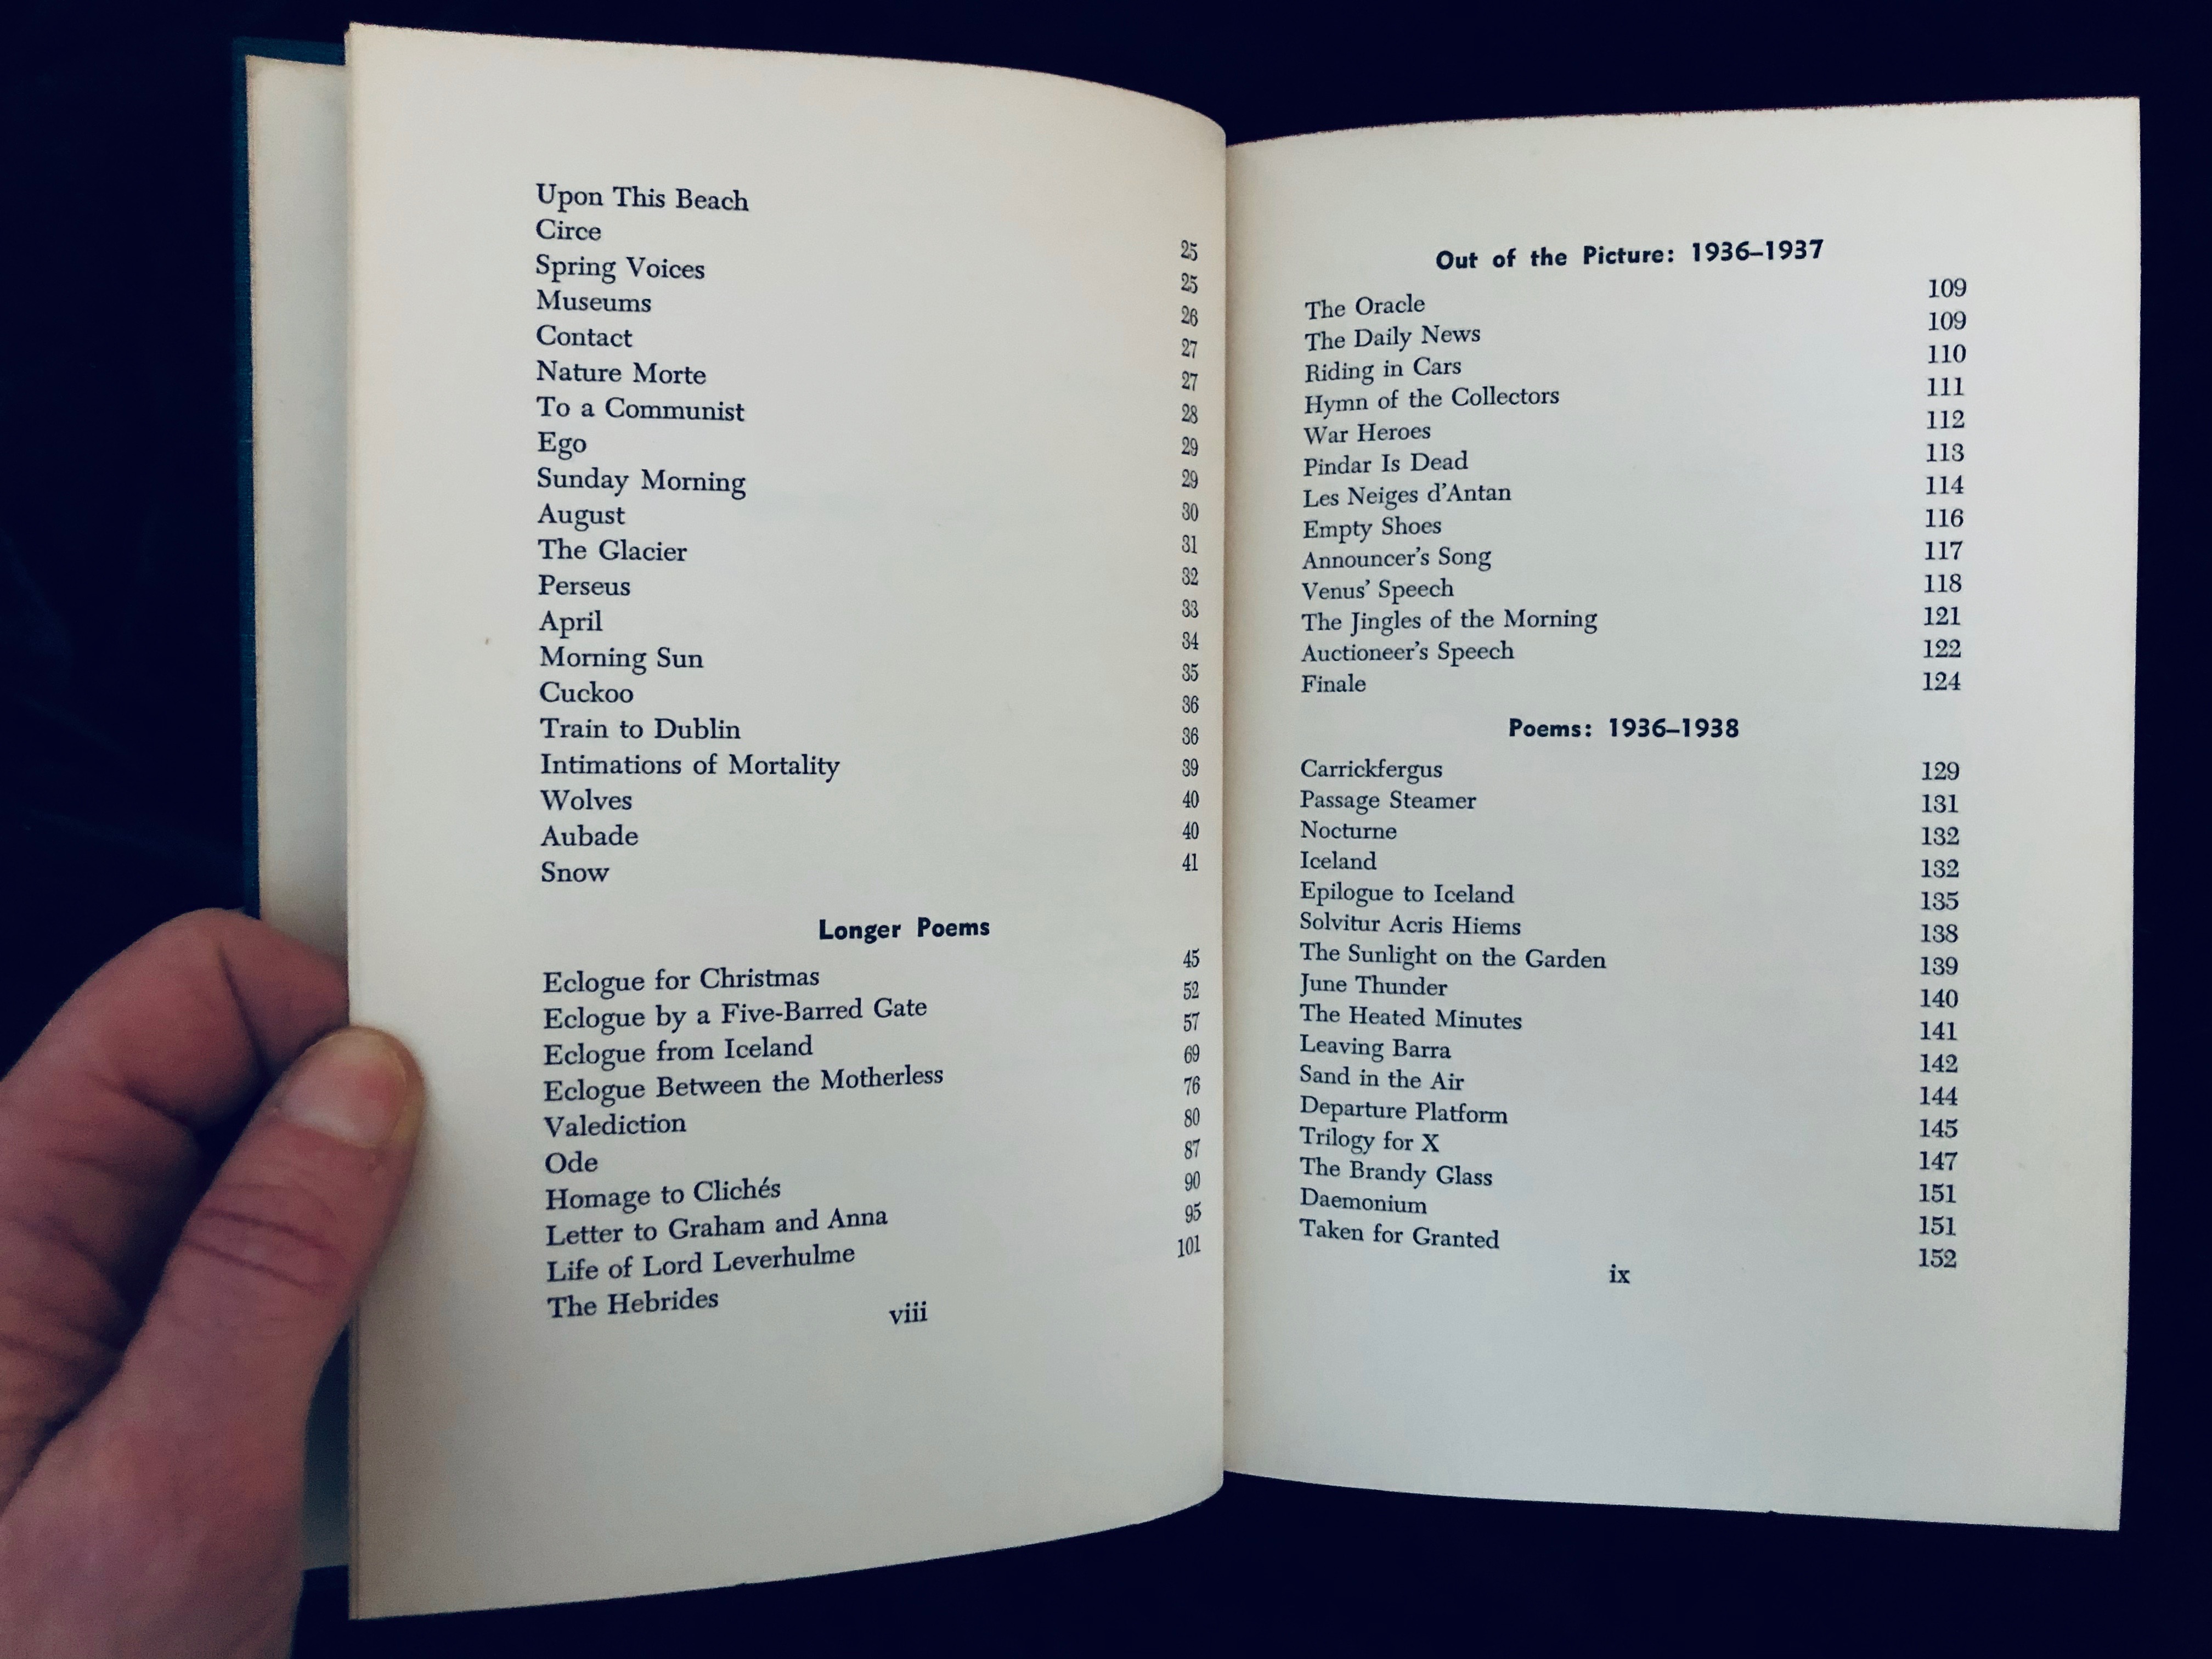 Upon This Beach 25
Circe 25
Spring Voices 26
Museums 27
Contact 27
Nature Morte 28
To a Communist 29
Ego 29
Sunday Morning 30
August 31
The Glacier 32
Perseus 33
April 34
Morning Sun 35
Cuckoo 36
Train to Dublin 36
Intimations of Mortality 39
Wolves 40
Aubade 40
Snow 41
Longer Poems
Eclogue for Christmas 45
Eclogue by a Five-Barred Gate 52
Eclogue from Iceland 57
Eclogue Between the Motherless 69
Valediction 76
Ode 80
Homage to Clichés 87
Letter to Graham and Anna 90
Life of Lord Leverhulme 95
The Hebrides 101
viii
Out of the Picture: 1936–1937
The Oracle 109
The Daily News 109
Riding in Cars 110
Hymn of the Collectors 111
War Heroes 112
Pindar Is Dead 113
Les Neiges d'Antan 114
Empty Shoes 116
Announcer's Song 117
Venus' Speech 118
The Jingles of the Morning 121
Auctioneer's Speech 122
Finale 124
Poems: 1936–1938
Carrickfergus 129
Passage Steamer 131
Nocturne 132
Iceland 132
Epilogue to Iceland 135
Solvitur Acris Hiems 138
The Sunlight on the Garden 139
June Thunder 140
The Heated Minutes 141
Leaving Barra 142
Sand in the Air 144
Departure Platform 145
Trilogy for X 147
The Brandy Glass 151
Daemonium 151
Taken for Granted 152
ix